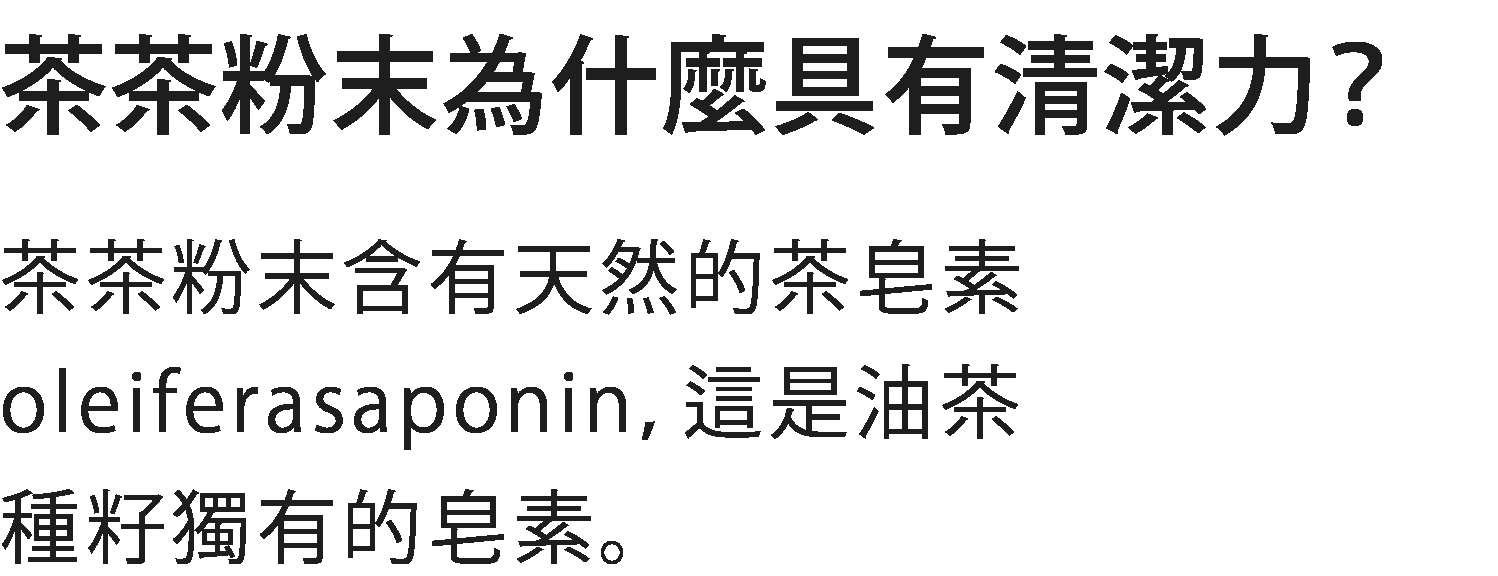 茶茶粉末為什麼具有清潔力？
茶茶粉末含有天然的茶皂素
oleiferasaponin, 這是油茶
種籽獨有的皂素。